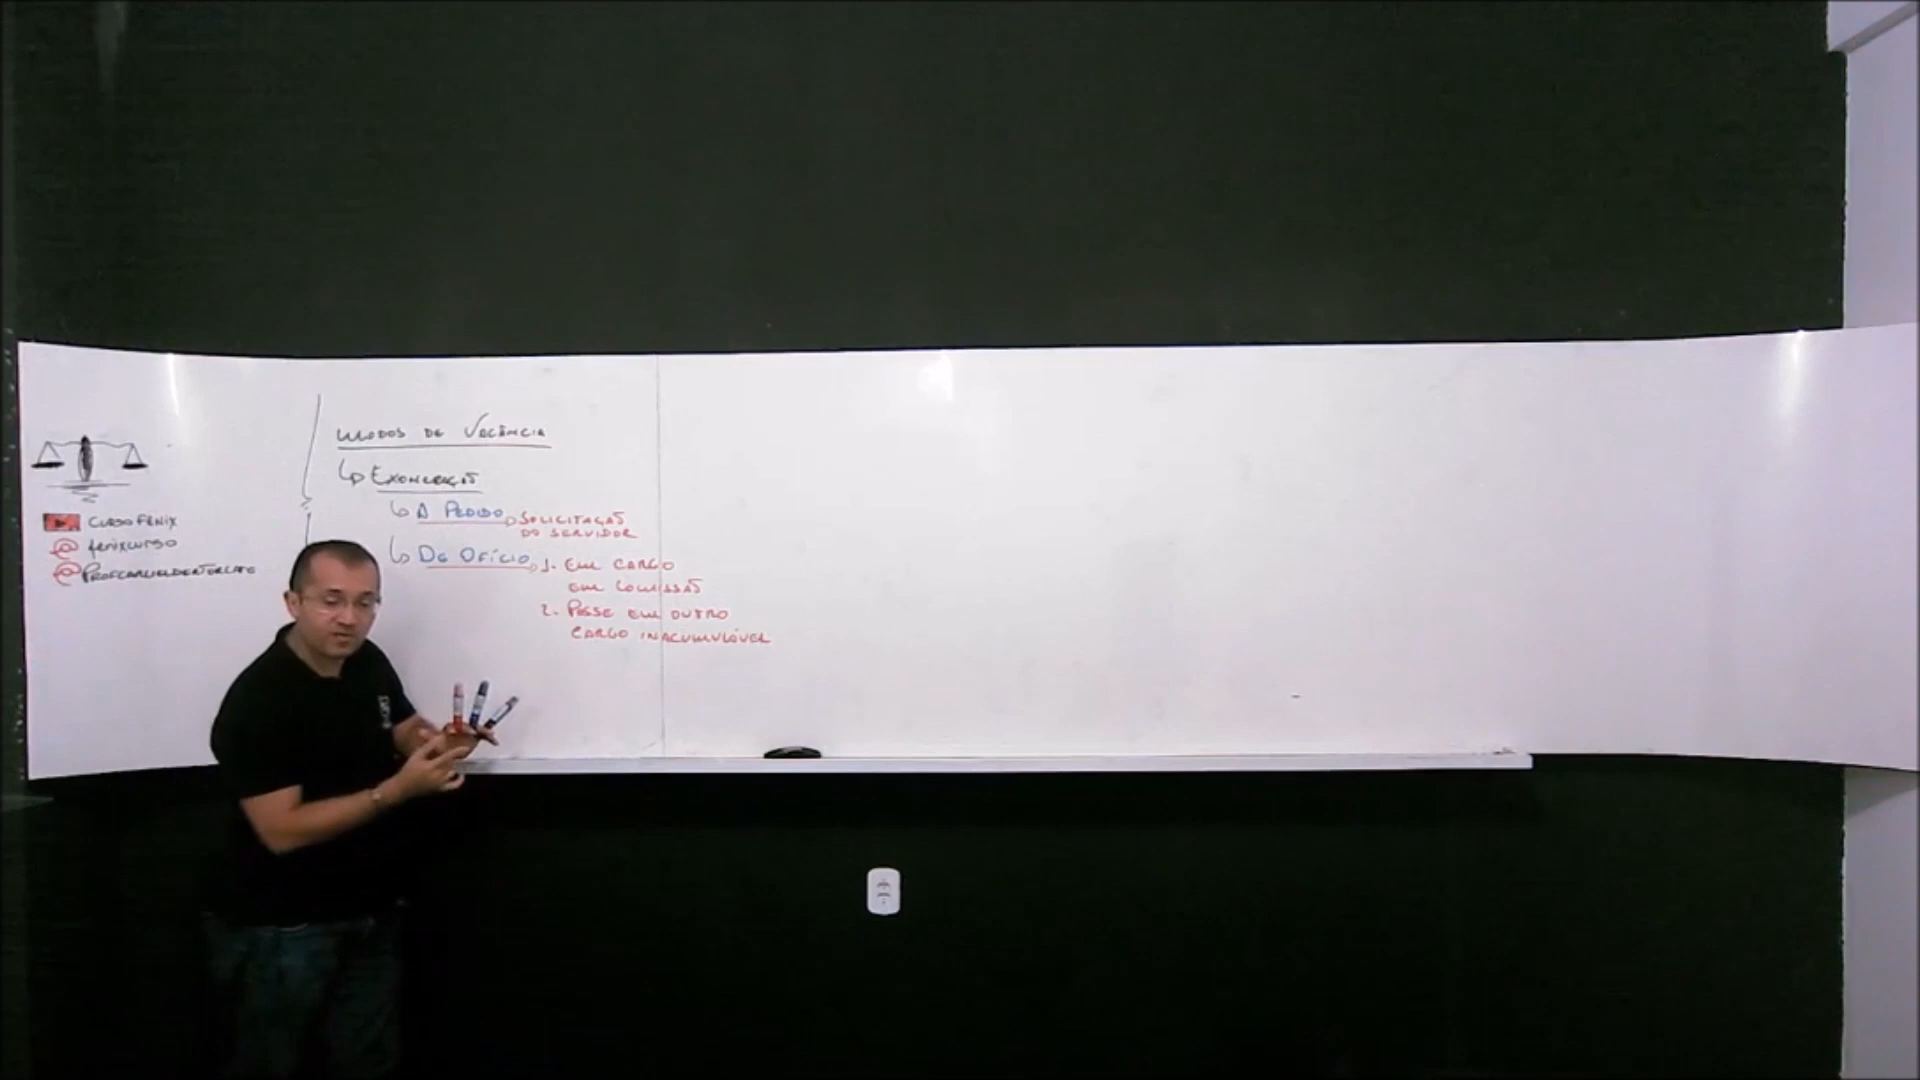 MODOS DE VACÂNCIA
↳ EXONERAÇÃO
↳ A PEDIDO → SOLICITAÇÃO
DO SERVIDOR
↳ DE OFÍCIO → 1. EM CARGO
EM COMISSÃO
2. POSSE EM OUTRO
CARGO INACUMULÁVEL
CURSO FÊNIX
@ fenixcurso